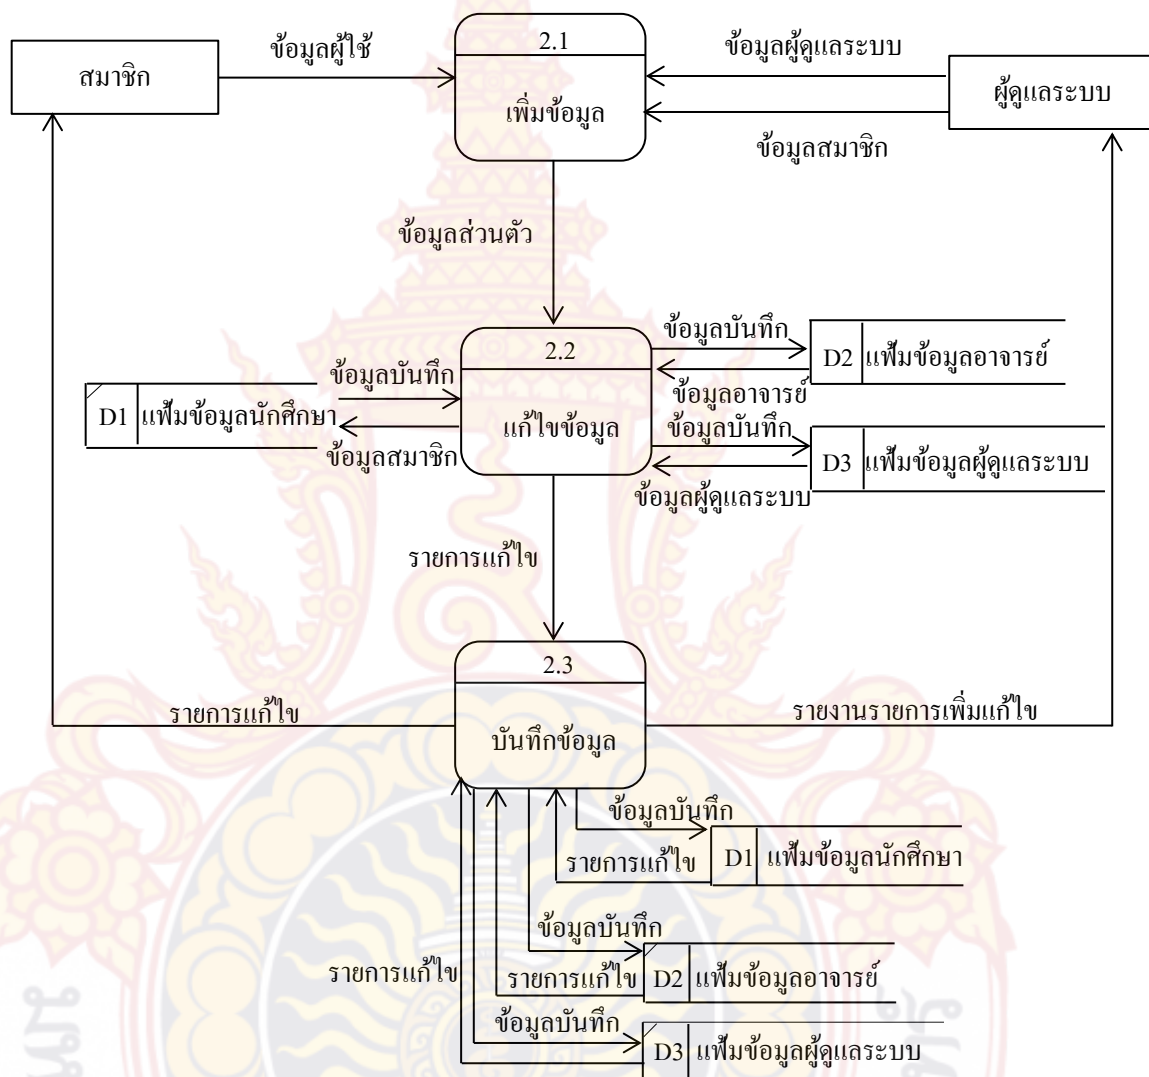 ข้อมูลผู้ใช้
2.1
ข้อมูลผู้ดูแลระบบ
สมาชิก
เพิ่มข้อมูล
ผู้ดูแลระบบ
ข้อมูลสมาชิก
ข้อมูลส่วนตัว
ข้อมูลบันทึก
2.2
D2 แฟ้มข้อมูลอาจารย์
ข้อมูลบันทึก
ข้อมูลอาจารย์
D1 แฟ้มข้อมูลนักศึกษา
แก้ไขข้อมูล
ข้อมูลบันทึก
ข้อมูลสมาชิก
D3 แฟ้มข้อมูลผู้ดูแลระบบ
ข้อมูลผู้ดูแลระบบ
รายการแก้ไข
2.3
รายการแก้ไข
รายงานรายการเพิ่มแก้ไข
บันทึกข้อมูล
ข้อมูลบันทึก
รายการแก้ไข
D1 แฟ้มข้อมูลนักศึกษา
ข้อมูลบันทึก
รายการแก้ไข
รายการแก้ไข
D2 แฟ้มข้อมูลอาจารย์
ข้อมูลบันทึก
D3 แฟ้มข้อมูลผู้ดูแลระบบ